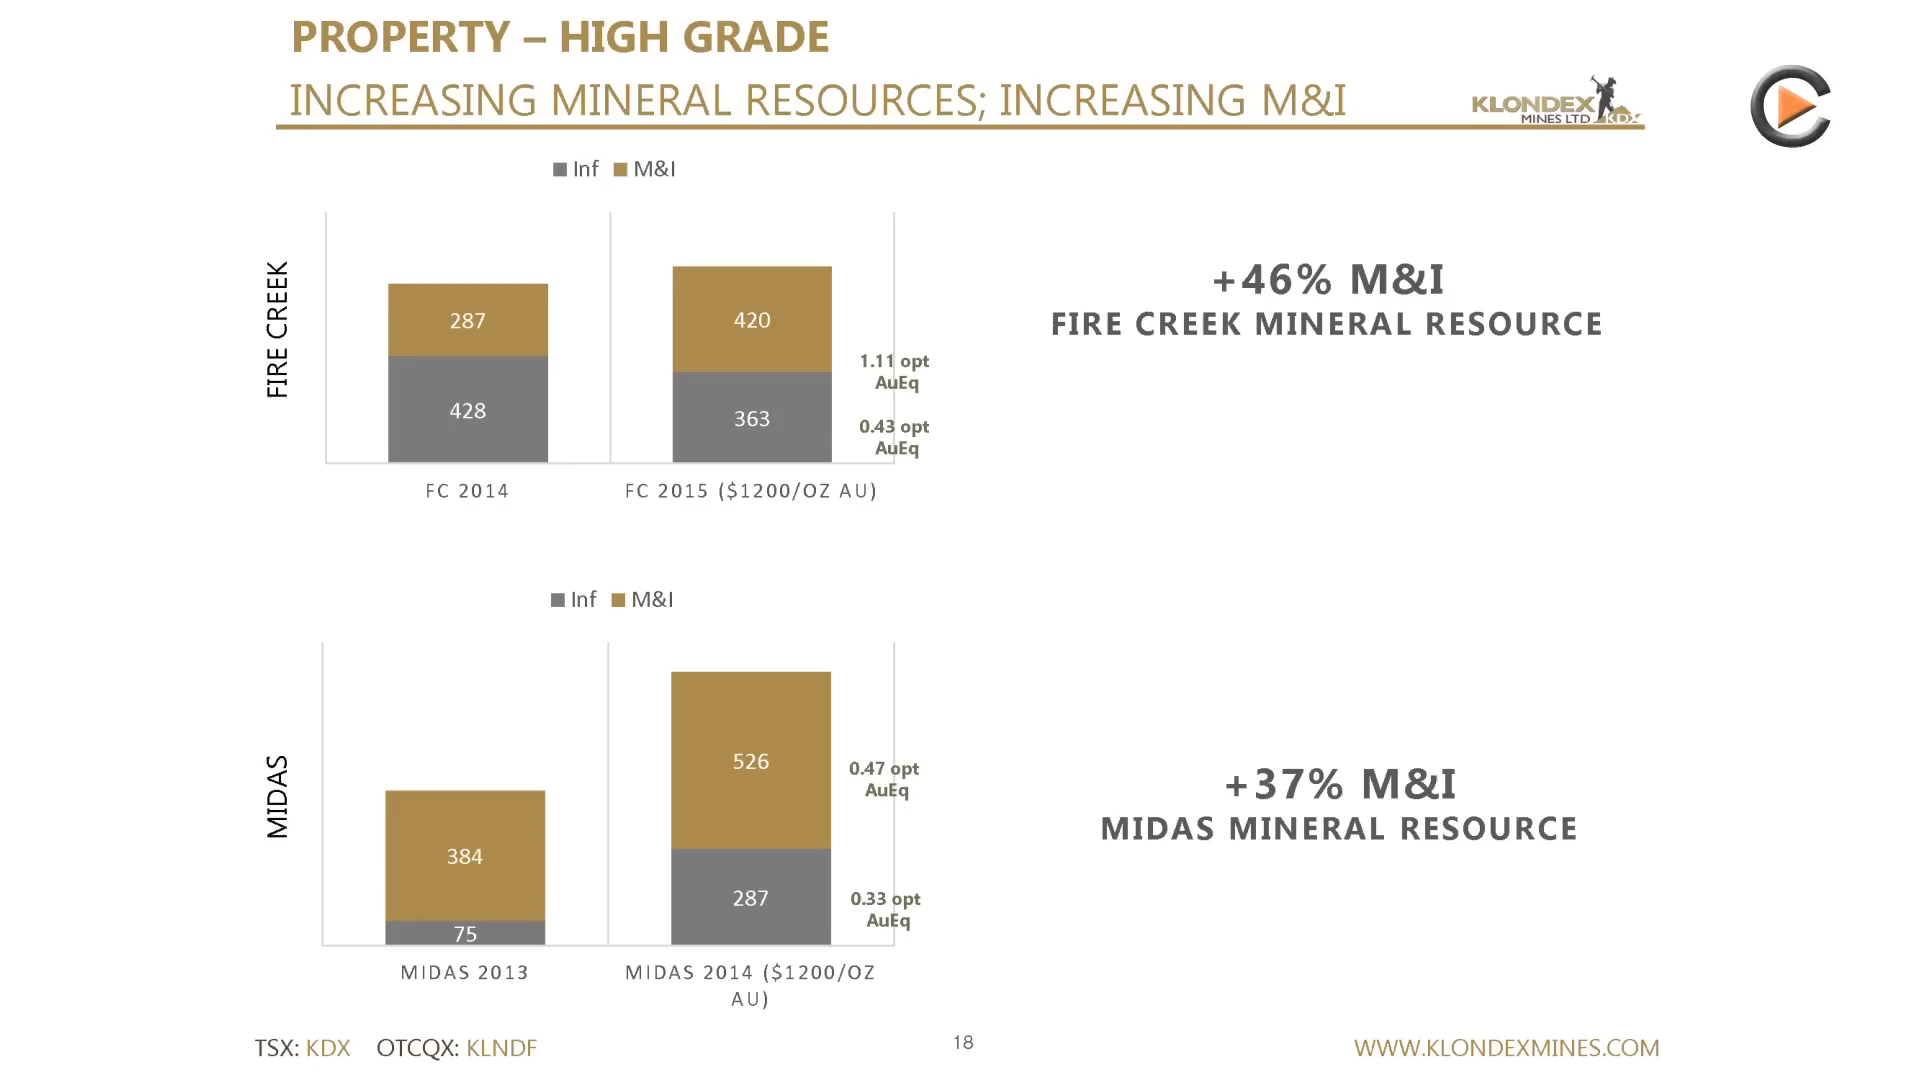 PROPERTY – HIGH GRADE
INCREASING MINERAL RESOURCES; INCREASING M&I
KLONDEX
MINES LTD KDX
Inf M&I
FIRE CREEK
287
428
420
363
1.11 opt
AuEq
0.43 opt
AuEq
FC 2014
FC 2015 ($1200/OZ AU)
+46% M&I
FIRE CREEK MINERAL RESOURCE
Inf M&I
MIDAS
384
75
526
287
0.47 opt
AuEq
0.33 opt
AuEq
MIDAS 2013
MIDAS 2014 ($1200/OZ
AU)
+37% M&I
MIDAS MINERAL RESOURCE
TSX: KDX OTCQX: KLNDF
18
WWW.KLONDEXMINES.COM